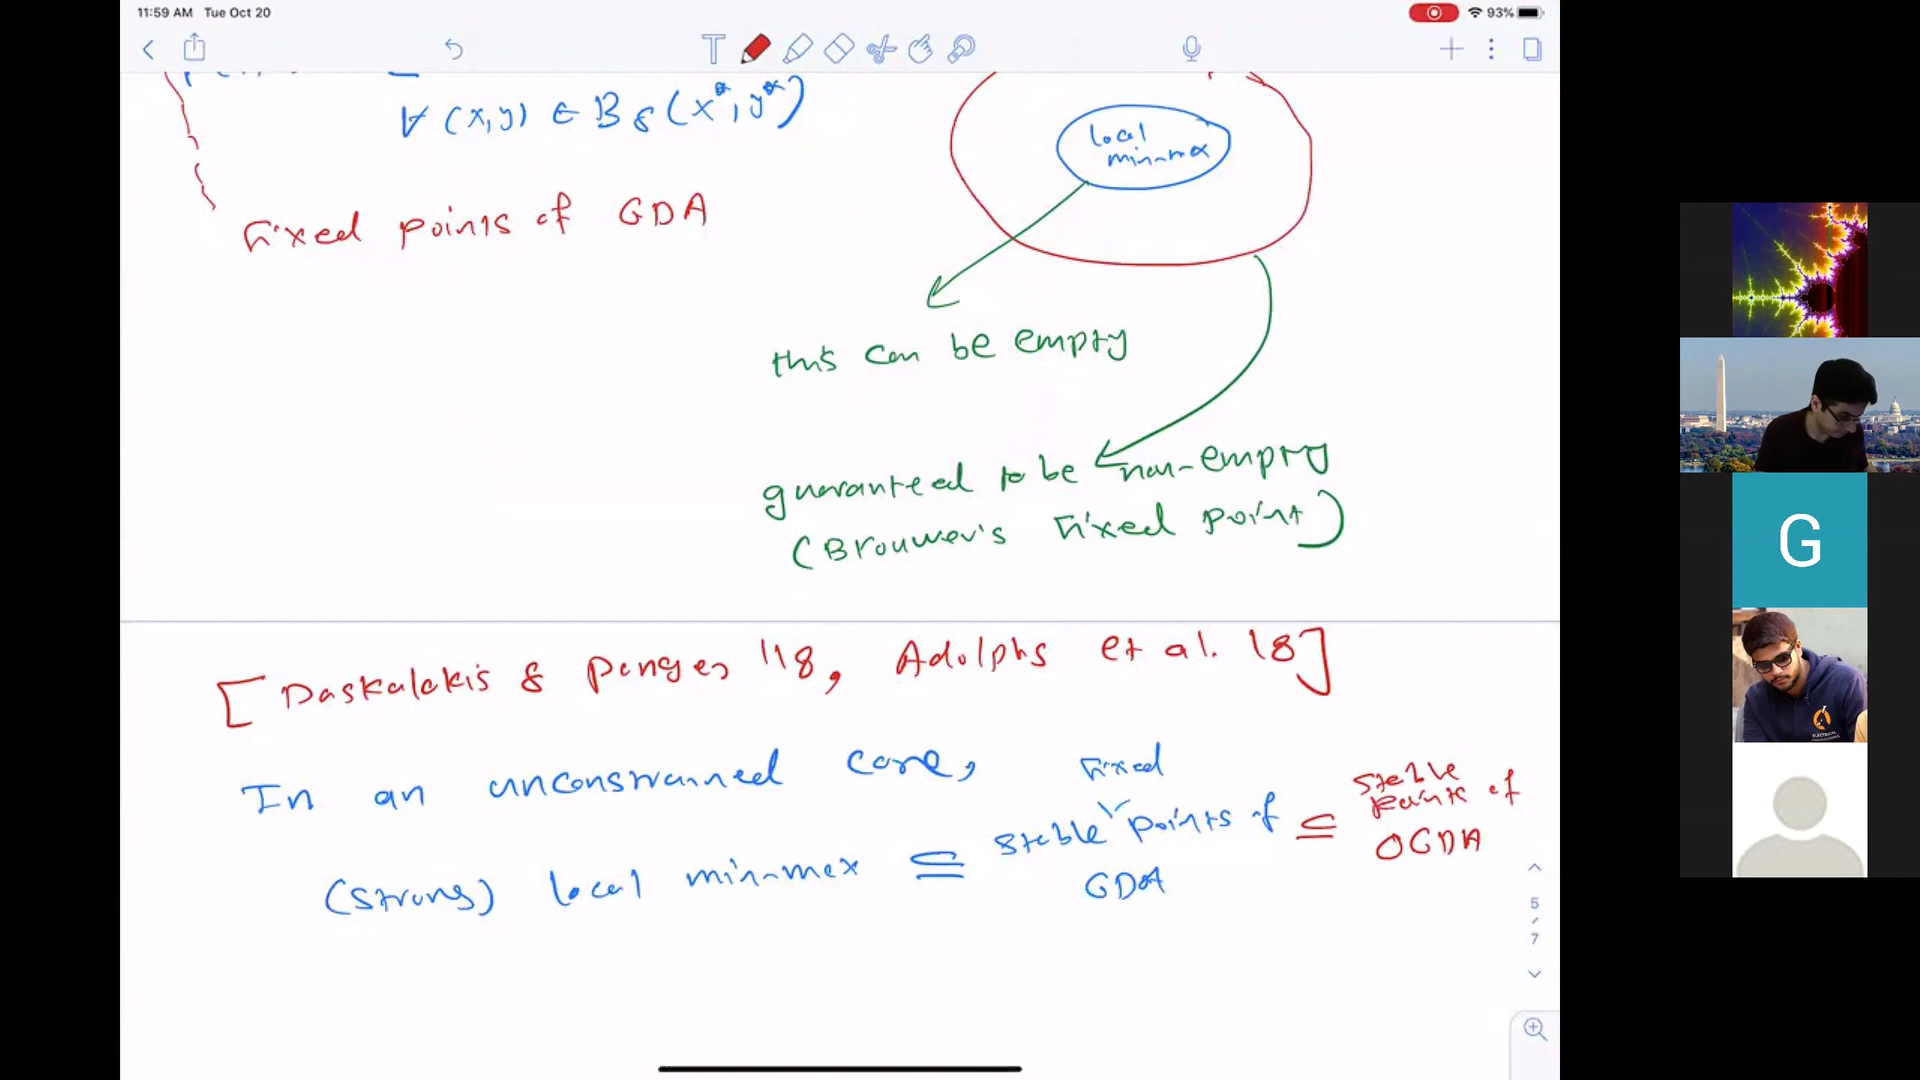 11:59 AM Tue Oct 20
93%
∀ (x,y) ∈ B_δ (x*, y*)
local
min-max
Fixed points of GDA
this can be empty
guaranteed to be non-empty
(Brouwer's Fixed point)
[Daskalakis & Panageas '18, Adolphs et al. 18]
In an unconstrained case,
(strong) local min-max ⊆ stable fixed points of GDA ⊆ stable points of OGDA
5
7
G
ELECTRICAL